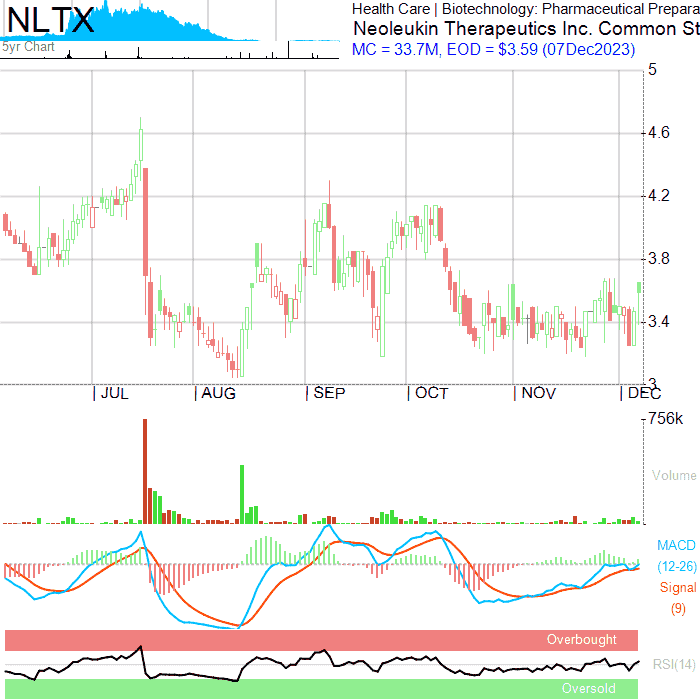 NLTX
Health Care | Biotechnology: Pharmaceutical Prepara
Neoleukin Therapeutics Inc. Common St
5yr Chart
MC = 33.7M, EOD = $3.59 (07Dec2023)
5
4.6
4.2
3.8
3.4
3
JUL AUG SEP OCT NOV DEC
756k
Volume
MACD
(12-26)
Signal
(9)
Overbought
RSI(14)
Oversold